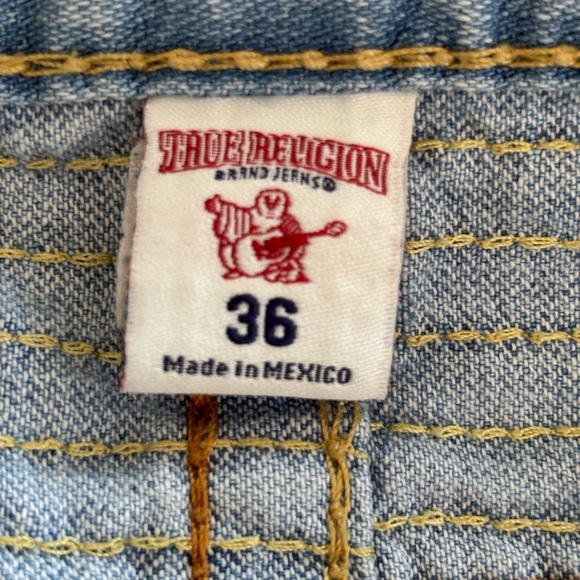 TRUE RELIGION
BRAND JEANS®
36
Made in MEXICO